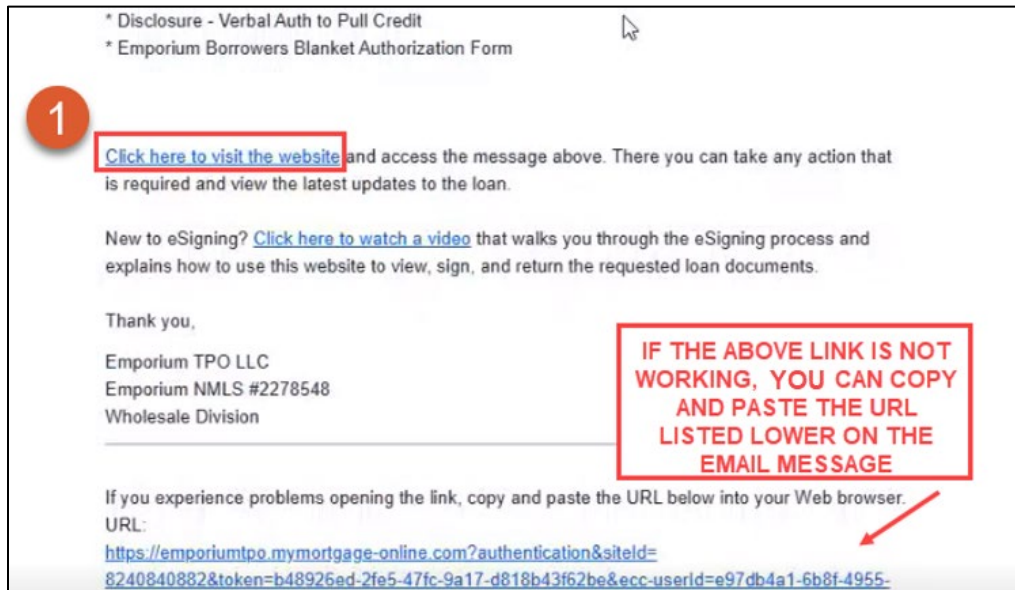 * Disclosure - Verbal Auth to Pull Credit
* Emporium Borrowers Blanket Authorization Form
1
Click here to visit the website and access the message above. There you can take any action that
is required and view the latest updates to the loan.
New to eSigning? Click here to watch a video that walks you through the eSigning process and
explains how to use this website to view, sign, and return the requested loan documents.
Thank you,
Emporium TPO LLC
Emporium NMLS #2278548
Wholesale Division
IF THE ABOVE LINK IS NOT
WORKING, YOU CAN COPY
AND PASTE THE URL
LISTED LOWER ON THE
EMAIL MESSAGE
If you experience problems opening the link, copy and paste the URL below into your Web browser.
URL:
https://emporiumtpo.mymortgage-online.com?authentication&siteId=
8240840882&token=b48926ed-2fe5-47fc-9a17-d818b43f62be&ecc-userId=e97db4a1-6b8f-4955-